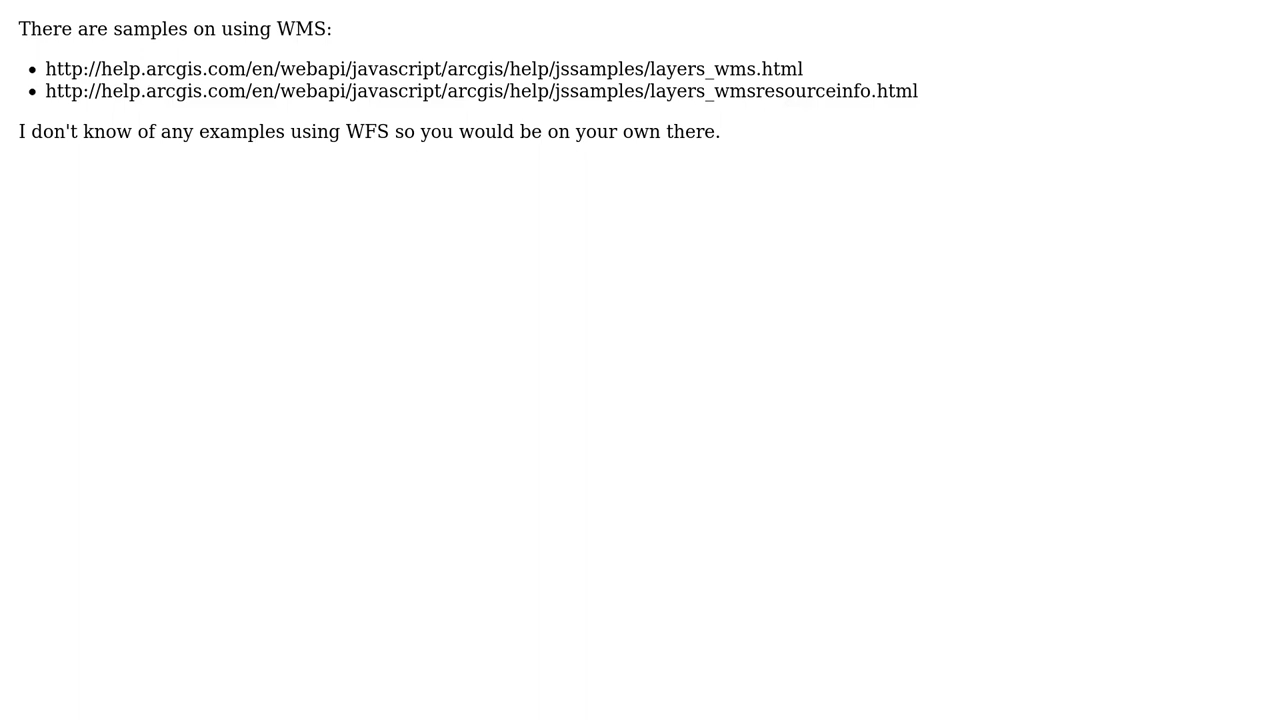 There are samples on using WMS:
• http://help.arcgis.com/en/webapi/javascript/arcgis/help/jssamples/layers_wms.html
• http://help.arcgis.com/en/webapi/javascript/arcgis/help/jssamples/layers_wmsresourceinfo.html
I don't know of any examples using WFS so you would be on your own there.